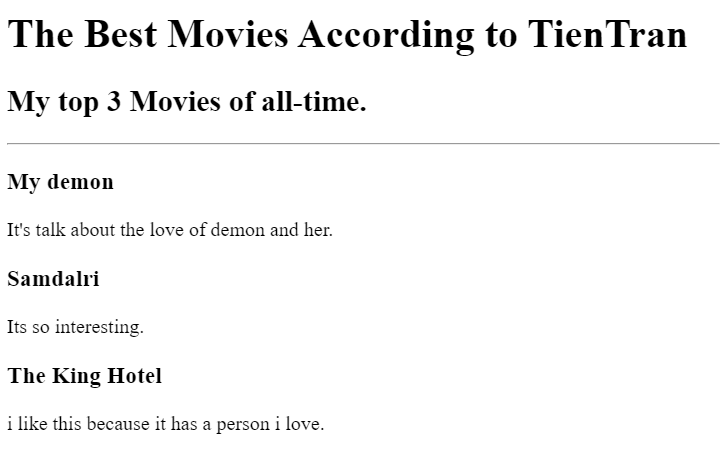 The Best Movies According to TienTran
My top 3 Movies of all-time.
My demon
It's talk about the love of demon and her.
Samdalri
Its so interesting.
The King Hotel
i like this because it has a person i love.